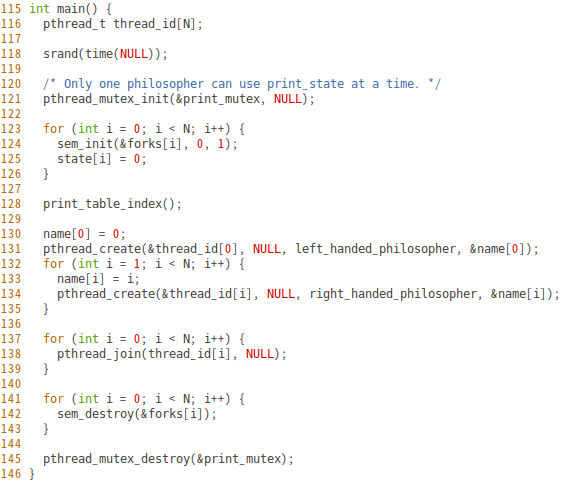 115 int main() {
116   pthread_t thread_id[N];
117
118   srand(time(NULL));
119
120   /* Only one philosopher can use print_state at a time. */
121   pthread_mutex_init(&print_mutex, NULL);
122
123   for (int i = 0; i < N; i++) {
124     sem_init(&forks[i], 0, 1);
125     state[i] = 0;
126   }
127
128   print_table_index();
129
130   name[0] = 0;
131   pthread_create(&thread_id[0], NULL, left_handed_philosopher, &name[0]);
132   for (int i = 1; i < N; i++) {
133     name[i] = i;
134     pthread_create(&thread_id[i], NULL, right_handed_philosopher, &name[i]);
135   }
136
137   for (int i = 0; i < N; i++) {
138     pthread_join(thread_id[i], NULL);
139   }
140
141   for (int i = 0; i < N; i++) {
142     sem_destroy(&forks[i]);
143   }
144
145   pthread_mutex_destroy(&print_mutex);
146 }